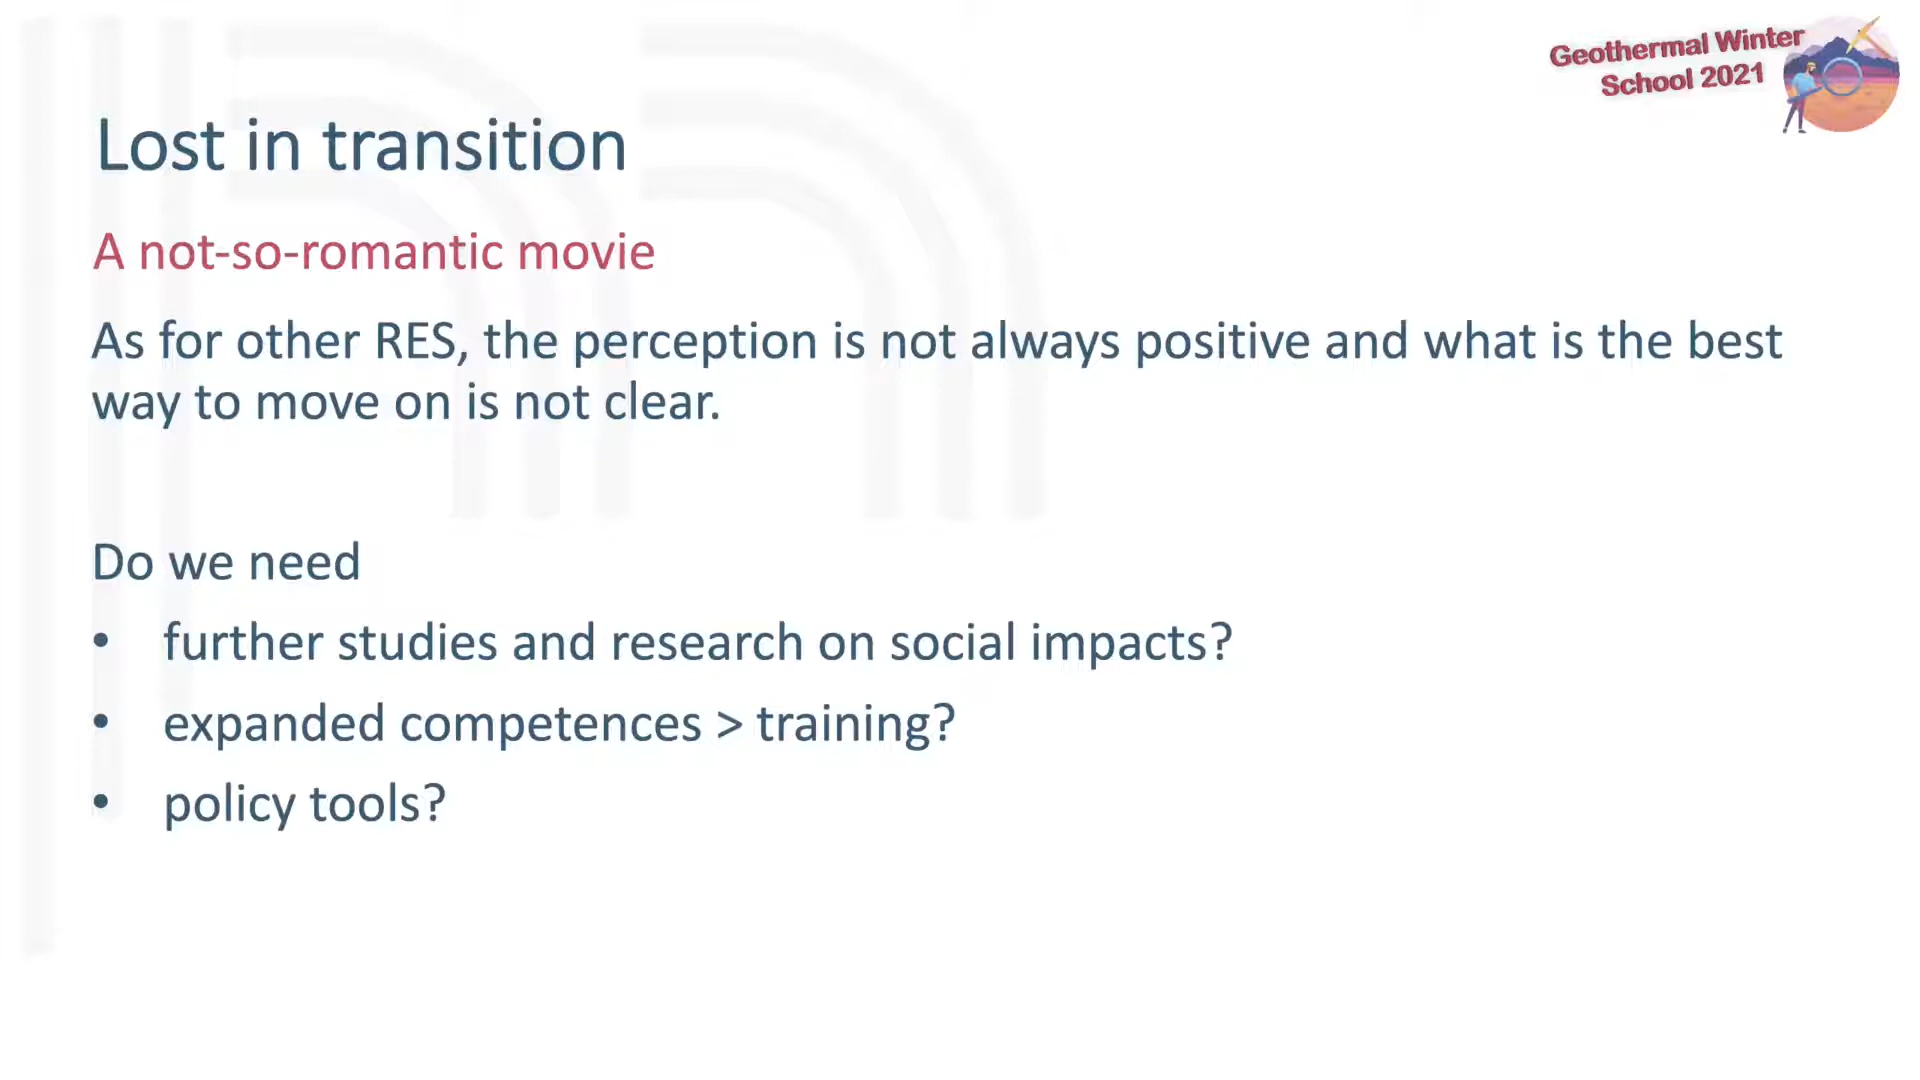 Geothermal Winter
School 2021
Lost in transition
A not-so-romantic movie
As for other RES, the perception is not always positive and what is the best
way to move on is not clear.
Do we need
• further studies and research on social impacts?
• expanded competences > training?
• policy tools?